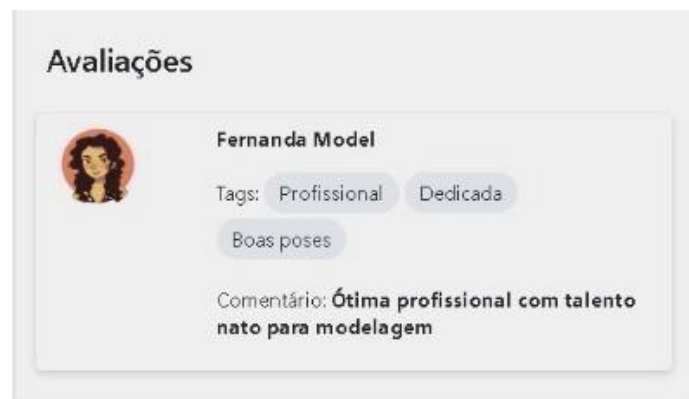 Avaliações
Fernanda Model
Tags: Profissional Dedicada
Boas poses
Comentário: Ótima profissional com talento
nato para modelagem